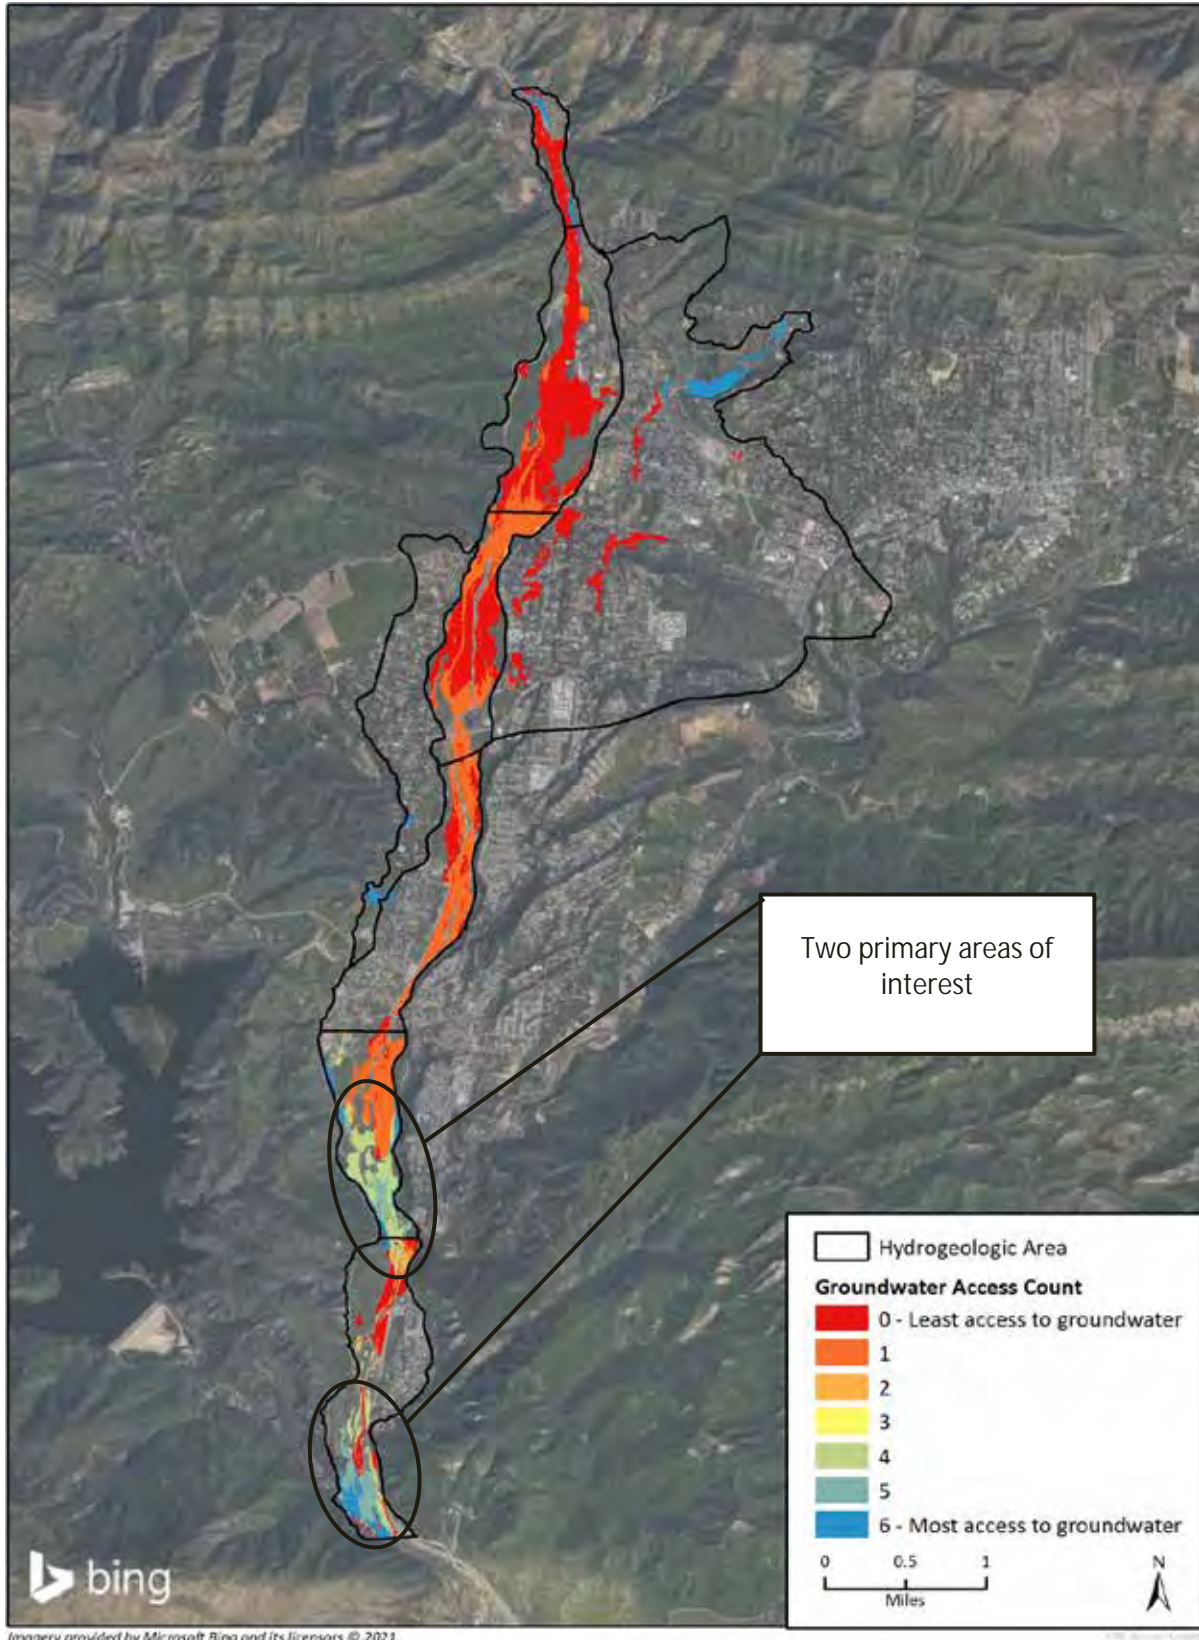 Two primary areas of
interest
Hydrogeologic Area
Groundwater Access Count
0 - Least access to groundwater
1
2
3
4
5
6 - Most access to groundwater
0 0.5 1
Miles
N
bing
Imagery provided by Microsoft Bing and its licensors © 2021